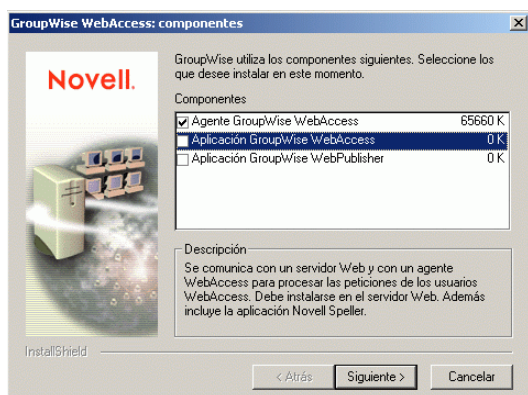 GroupWise WebAccess: componentes
Novell.
GroupWise utiliza los componentes siguientes. Seleccione los
que desee instalar en este momento.
Componentes
Agente GroupWise WebAccess 65660 K
Aplicación GroupWise WebAccess 0 K
Aplicación GroupWise WebPublisher 0 K
Descripción
Se comunica con un servidor Web y con un agente
WebAccess para procesar las peticiones de los usuarios
WebAccess. Debe instalarse en el servidor Web. Además
incluye la aplicación Novell Speller.
InstallShield
< Atrás Siguiente > Cancelar